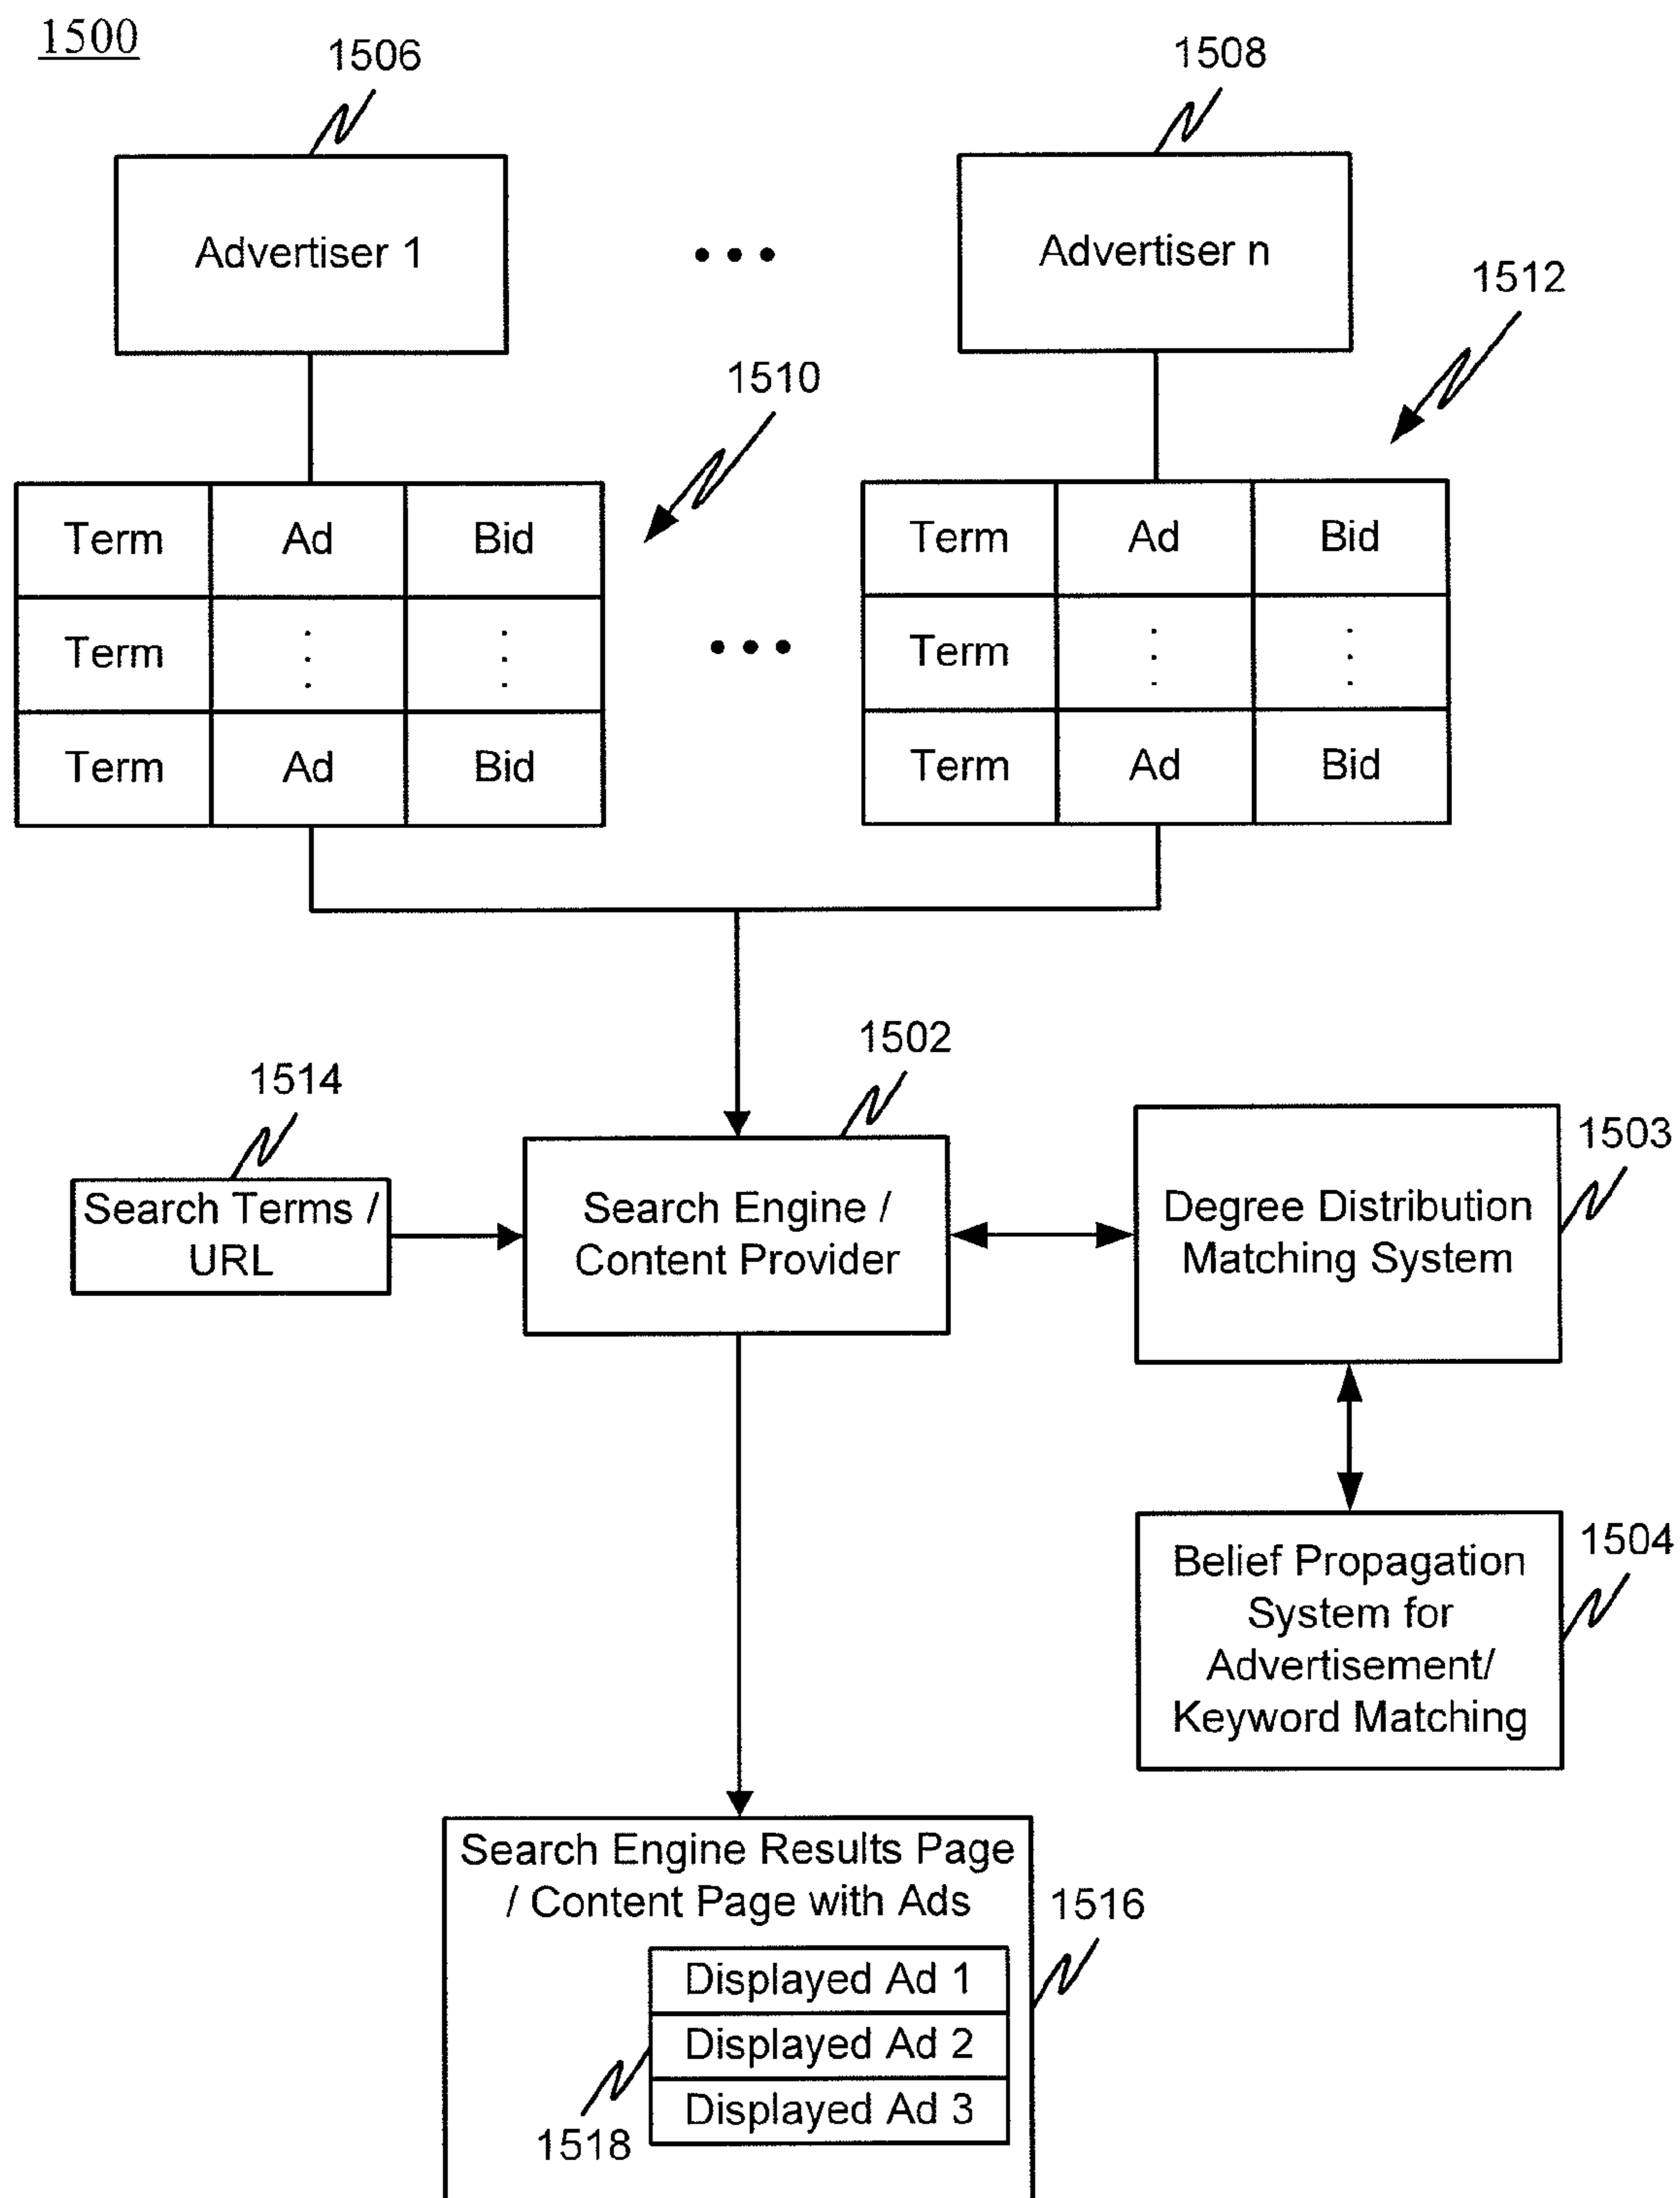 1500
1506
1508
Advertiser 1
Advertiser n
1512
1510
Term Ad Bid
Term
Term Ad Bid
Term Ad Bid
Term
Term Ad Bid
1502
1514
Search Terms /
URL
Search Engine /
Content Provider
Degree Distribution
Matching System
1503
Belief Propagation
System for
Advertisement/
Keyword Matching
1504
Search Engine Results Page
/ Content Page with Ads
1516
Displayed Ad 1
Displayed Ad 2
Displayed Ad 3
1518